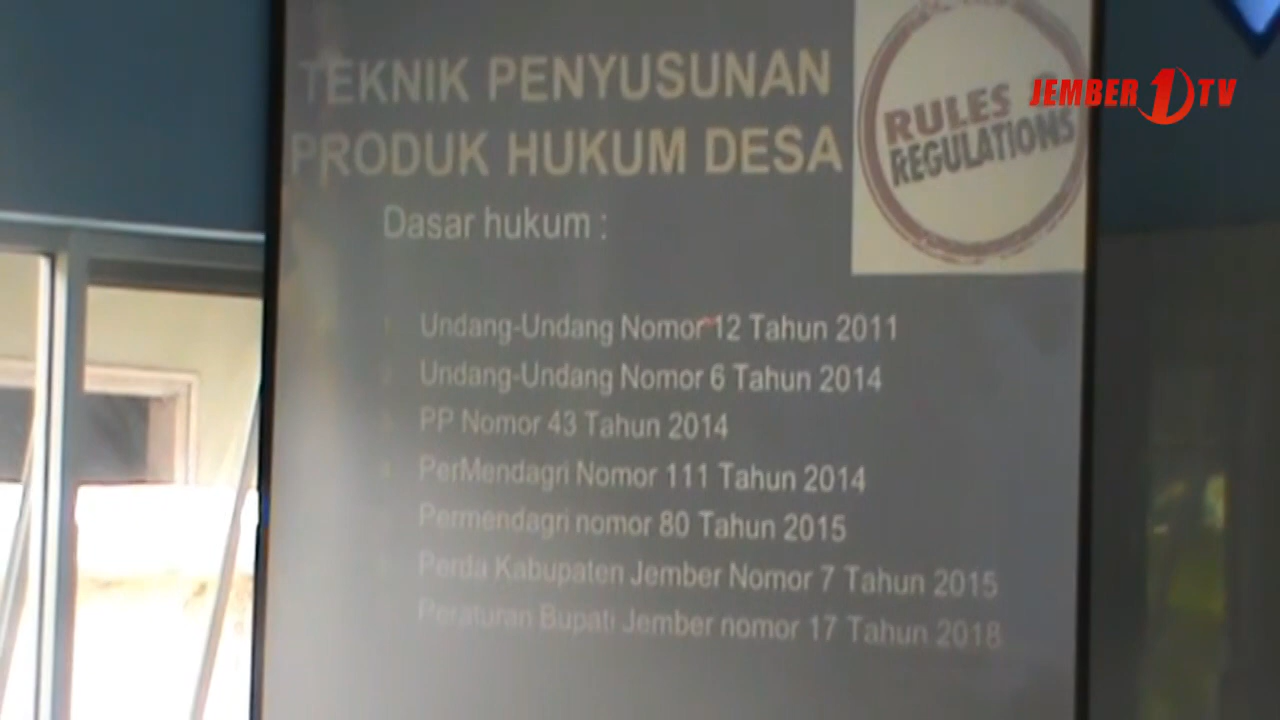 TEKNIK PENYUSUNAN
PRODUK HUKUM DESA
RULES
REGULATIONS
JEMBER 1 TV
Dasar hukum :
Undang-Undang Nomor 12 Tahun 2011
Undang-Undang Nomor 6 Tahun 2014
PP Nomor 43 Tahun 2014
PerMendagri Nomor 111 Tahun 2014
Permendagri nomor 80 Tahun 2015
Perda Kabupaten Jember Nomor 7 Tahun 2015
Peraturan Bupati Jember nomor 17 Tahun 2018